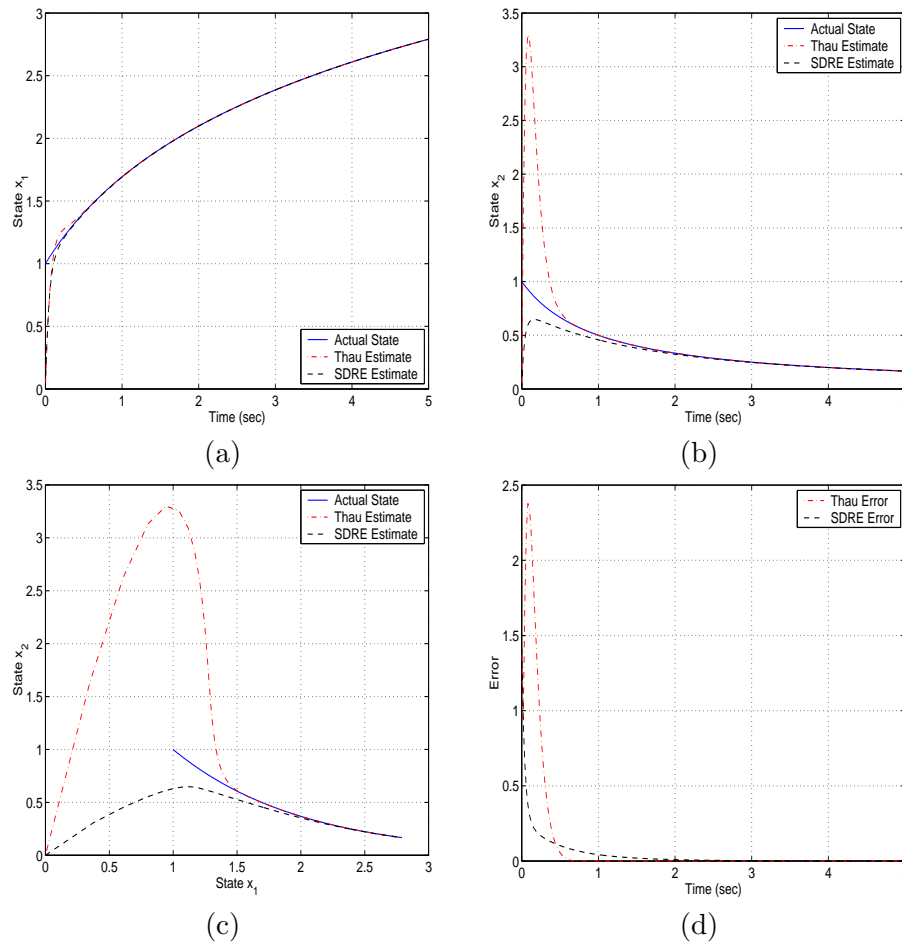 3
2.5
2
1.5
1
0.5
0
State x1
0 1 2 3 4 5
Time (sec)
Actual State
Thau Estimate
SDRE Estimate
(a)
4
3.5
3
2.5
2
1.5
1
0.5
0
State x2
0 1 2 3 4
Time (sec)
Actual State
Thau Estimate
SDRE Estimate
(b)
3.5
3
2.5
2
1.5
1
0.5
0
State x2
0 0.5 1 1.5 2 2.5 3
State x1
Actual State
Thau Estimate
SDRE Estimate
(c)
2.5
2
1.5
1
0.5
0
Error
0 1 2 3 4
Time (sec)
Thau Error
SDRE Error
(d)